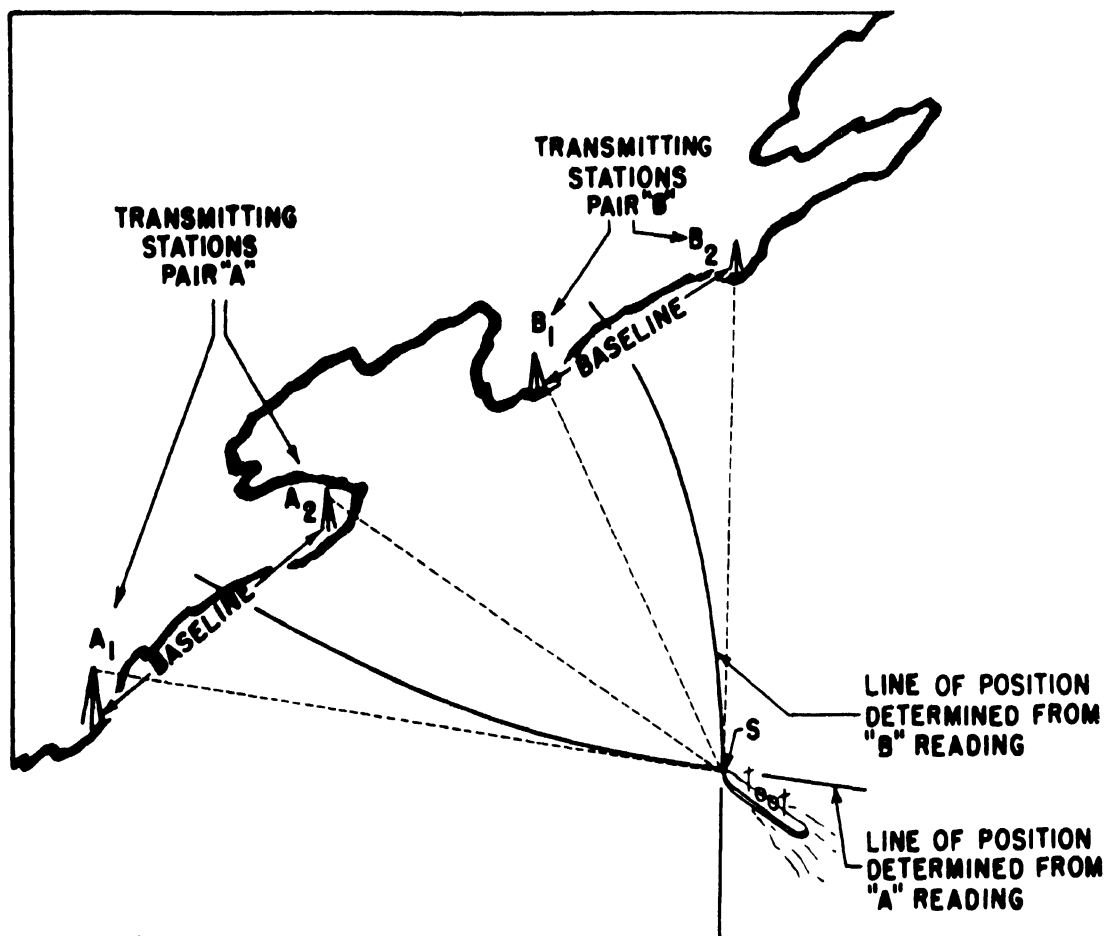 TRANSMITTING
STATIONS
PAIR "B"
B2
TRANSMITTING
STATIONS
PAIR "A"
B1
BASELINE
A2
BASELINE
A1
LINE OF POSITION
DETERMINED FROM
"B" READING
S
LINE OF POSITION
DETERMINED FROM
"A" READING